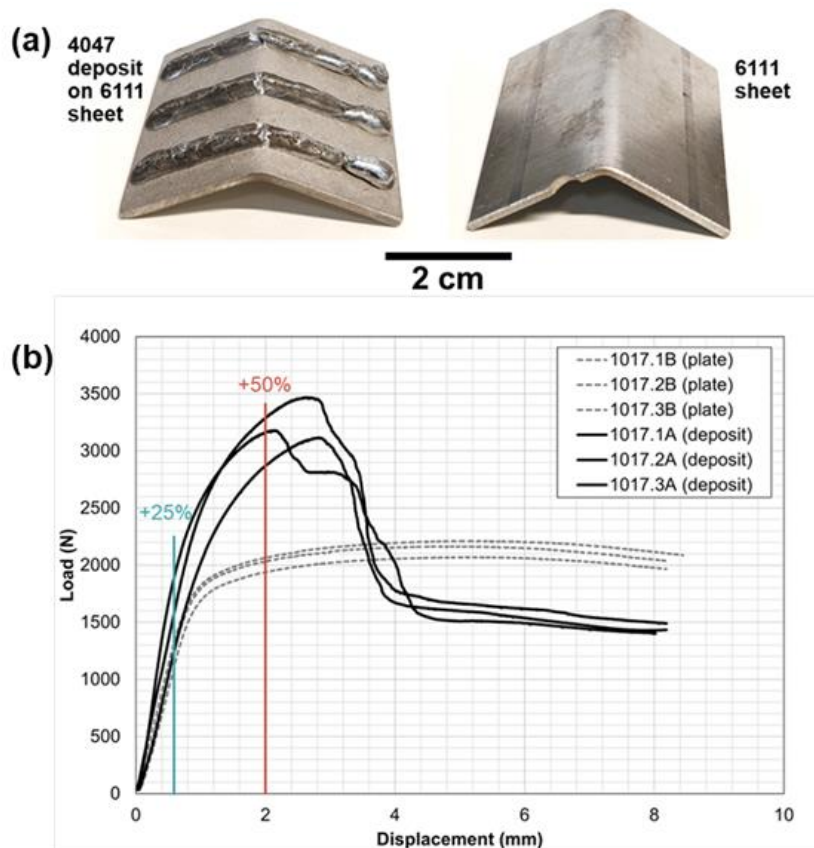 (a)
4047
deposit
on 6111
sheet
6111
sheet
2 cm
(b)
4000
3500
3000
2500
2000
1500
1000
500
0
Load (N)
+50%
+25%
1017.1B (plate)
1017.2B (plate)
1017.3B (plate)
1017.1A (deposit)
1017.2A (deposit)
1017.3A (deposit)
0 2 4 6 8 10
Displacement (mm)